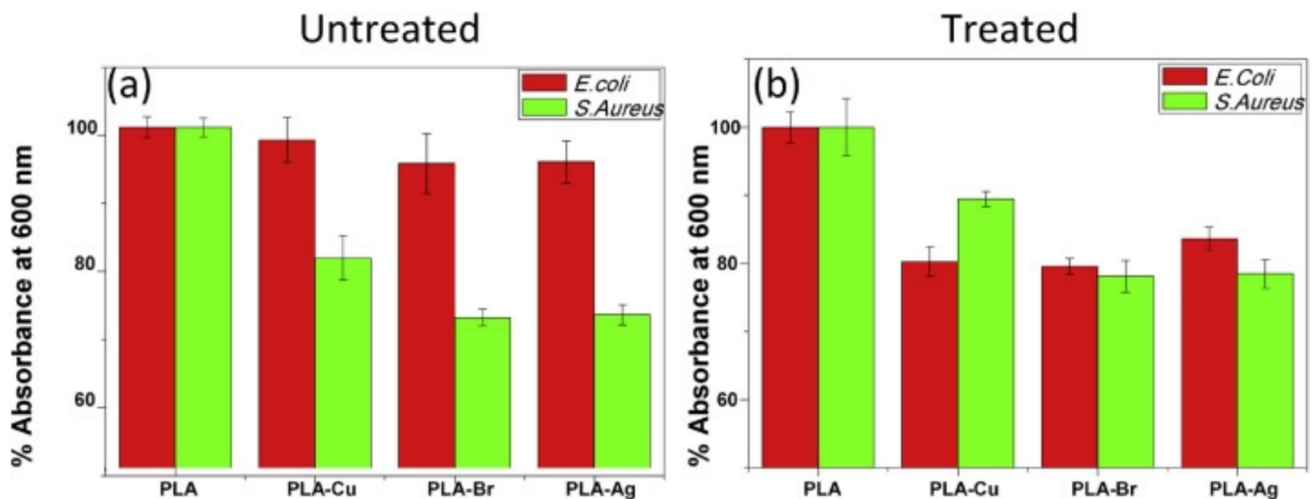 Untreated
Treated
(a)
E.coli
S.Aureus
% Absorbance at 600 nm
100
80
60
PLA
PLA-Cu
PLA-Br
PLA-Ag
(b)
E.Coli
S.Aureus
% Absorbance at 600 nm
100
80
60
PLA
PLA-Cu
PLA-Br
PLA-Ag